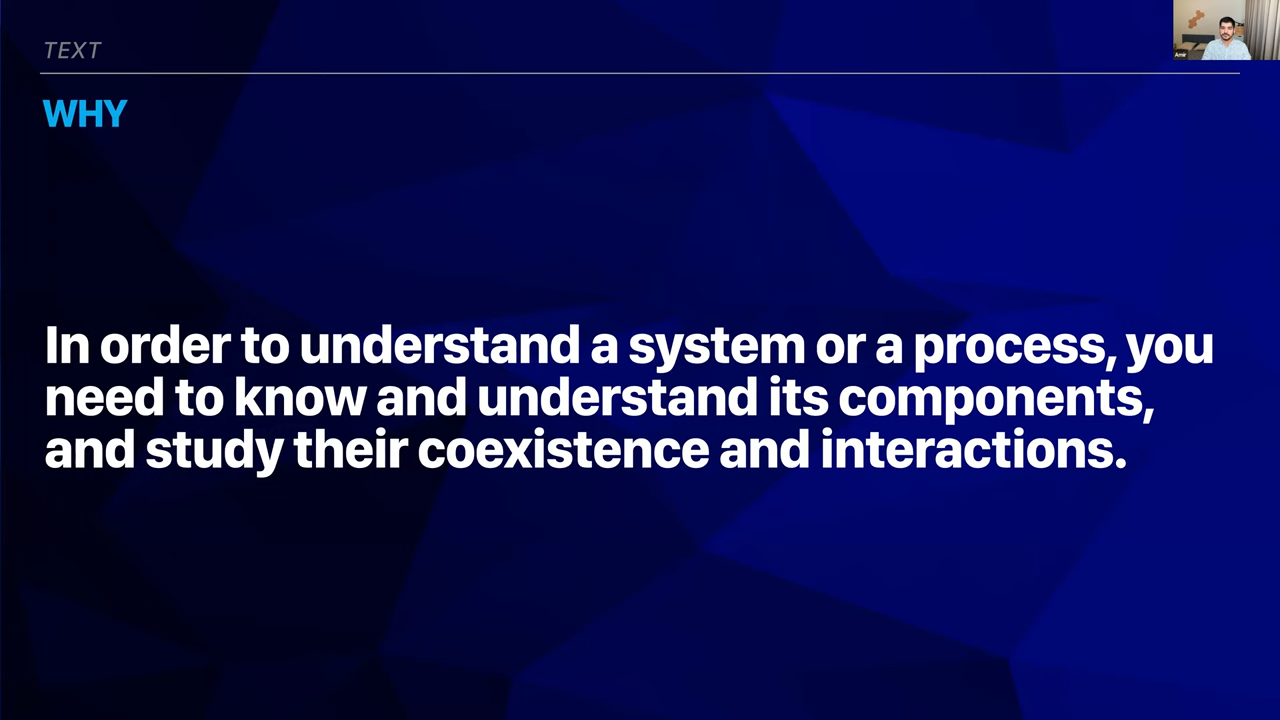 TEXT
WHY
In order to understand a system or a process, you
need to know and understand its components,
and study their coexistence and interactions.
Amir